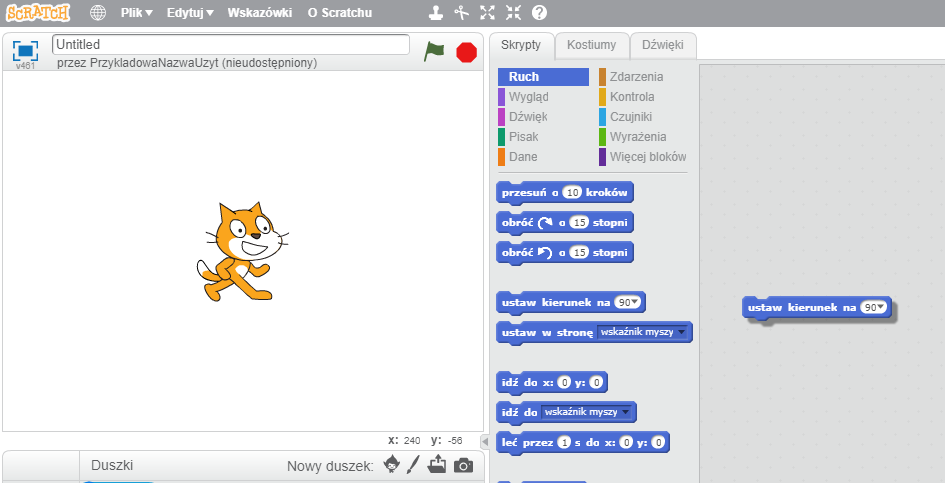 SCRATCH Plik Edytuj Wskazówki O Scratchu
Untitled
v461
przez PrzykladowaNazwaUzyt (nieudostępniony)
x: 240 y: -56
Duszki Nowy duszek:
Skrypty Kostiumy Dźwięki
Ruch Zdarzenia
Wygląd Kontrola
Dźwięk Czujniki
Pisak Wyrażenia
Dane Więcej bloków
przesuń o 10 kroków
obróć o 15 stopni
obróć o 15 stopni
ustaw kierunek na 90
ustaw w stronę wskaźnik myszy
idź do x: 0 y: 0
idź do wskaźnik myszy
leć przez 1 s do x: 0 y: 0
ustaw kierunek na 90